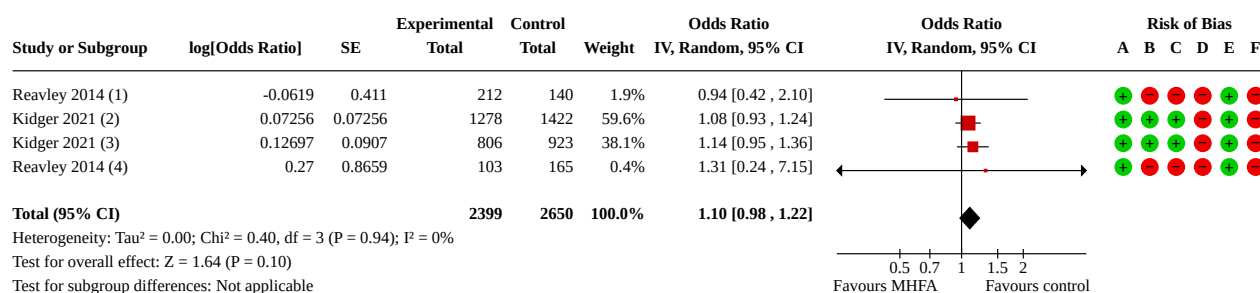 Experimental Control Odds Ratio Odds Ratio Risk of Bias
Study or Subgroup log[Odds Ratio] SE Total Total Weight IV, Random, 95% CI IV, Random, 95% CI A B C D E F
Reavley 2014 (1) -0.0619 0.411 212 140 1.9% 0.94 [0.42 , 2.10] + − − − + −
Kidger 2021 (2) 0.07256 0.07256 1278 1422 59.6% 1.08 [0.93 , 1.24] + + + − + −
Kidger 2021 (3) 0.12697 0.0907 806 923 38.1% 1.14 [0.95 , 1.36] + + + − + −
Reavley 2014 (4) 0.27 0.8659 103 165 0.4% 1.31 [0.24 , 7.15] + − − − + −
Total (95% CI) 2399 2650 100.0% 1.10 [0.98 , 1.22]
Heterogeneity: Tau² = 0.00; Chi² = 0.40, df = 3 (P = 0.94); I² = 0%
Test for overall effect: Z = 1.64 (P = 0.10) 0.5 0.7 1 1.5 2
Test for subgroup differences: Not applicable Favours MHFA Favours control